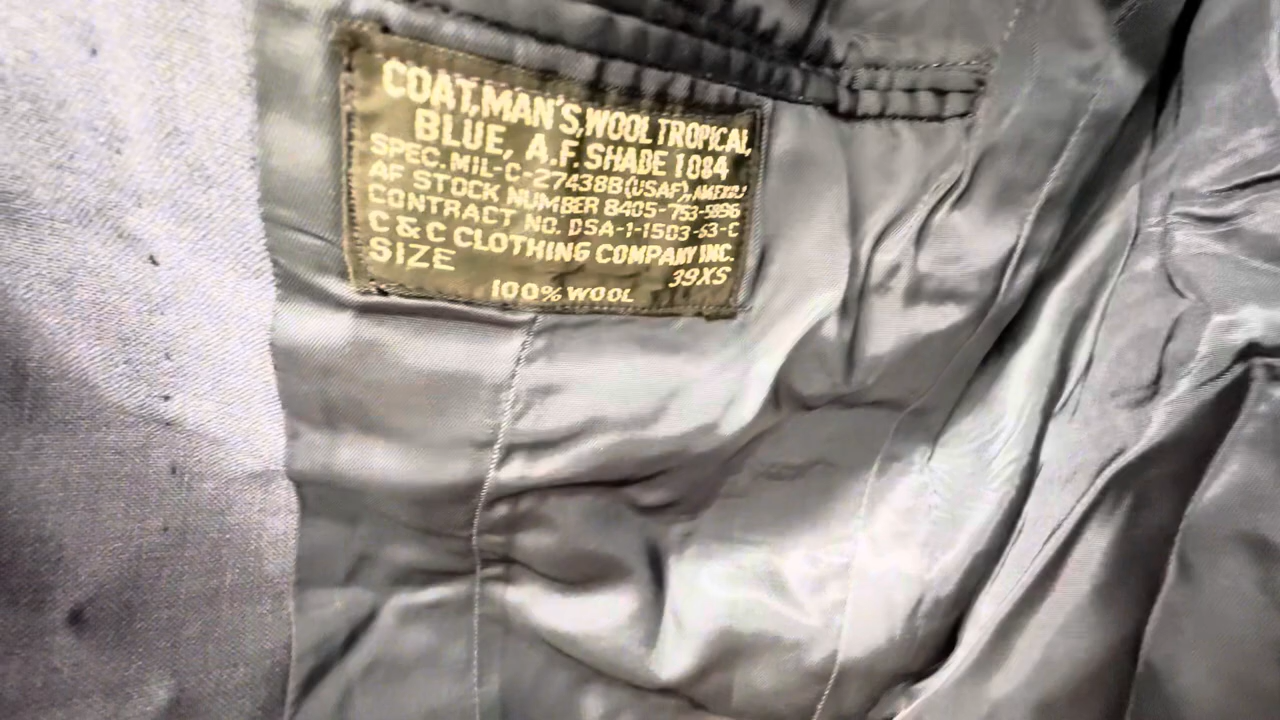 COAT, MAN'S, WOOL TROPICAL,
BLUE, A.F. SHADE 1084
SPEC. MIL-C-27438B (USAF),
AF STOCK NUMBER 8405-753-5896
CONTRACT NO. DSA-1-1503-63-C
C & C CLOTHING COMPANY INC.
SIZE 39XS
100% WOOL